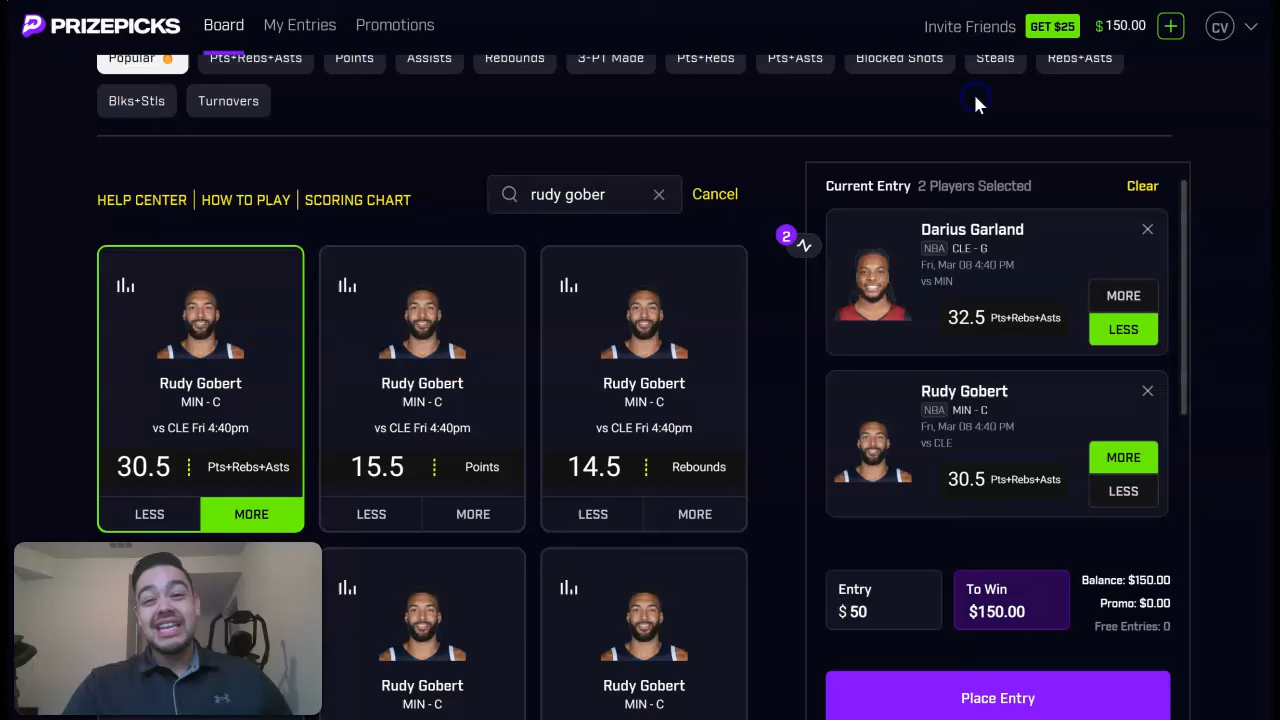 PRIZEPICKS
Board
My Entries
Promotions
Invite Friends
GET $25
$150.00
+
CV
Popular
Pts+Rebs+Asts
Points
Assists
Rebounds
3-PT Made
Pts+Rebs
Pts+Asts
Blocked Shots
Steals
Rebs+Asts
Blks+Stls
Turnovers
HELP CENTER
HOW TO PLAY
SCORING CHART
rudy gober
Cancel
Rudy Gobert
MIN - C
vs CLE Fri 4:40pm
30.5
Pts+Rebs+Asts
LESS
MORE
Rudy Gobert
MIN - C
vs CLE Fri 4:40pm
15.5
Points
LESS
MORE
Rudy Gobert
MIN - C
vs CLE Fri 4:40pm
14.5
Rebounds
LESS
MORE
Rudy Gobert
MIN - C
Rudy Gobert
MIN - C
2
Current Entry 2 Players Selected
Clear
Darius Garland
NBA CLE - G
Fri, Mar 08 4:40 PM
vs MIN
32.5 Pts+Rebs+Asts
MORE
LESS
Rudy Gobert
NBA MIN - C
Fri, Mar 08 4:40 PM
vs CLE
30.5 Pts+Rebs+Asts
MORE
LESS
Entry
$ 50
To Win
$150.00
Balance: $150.00
Promo: $0.00
Free Entries: 0
Place Entry